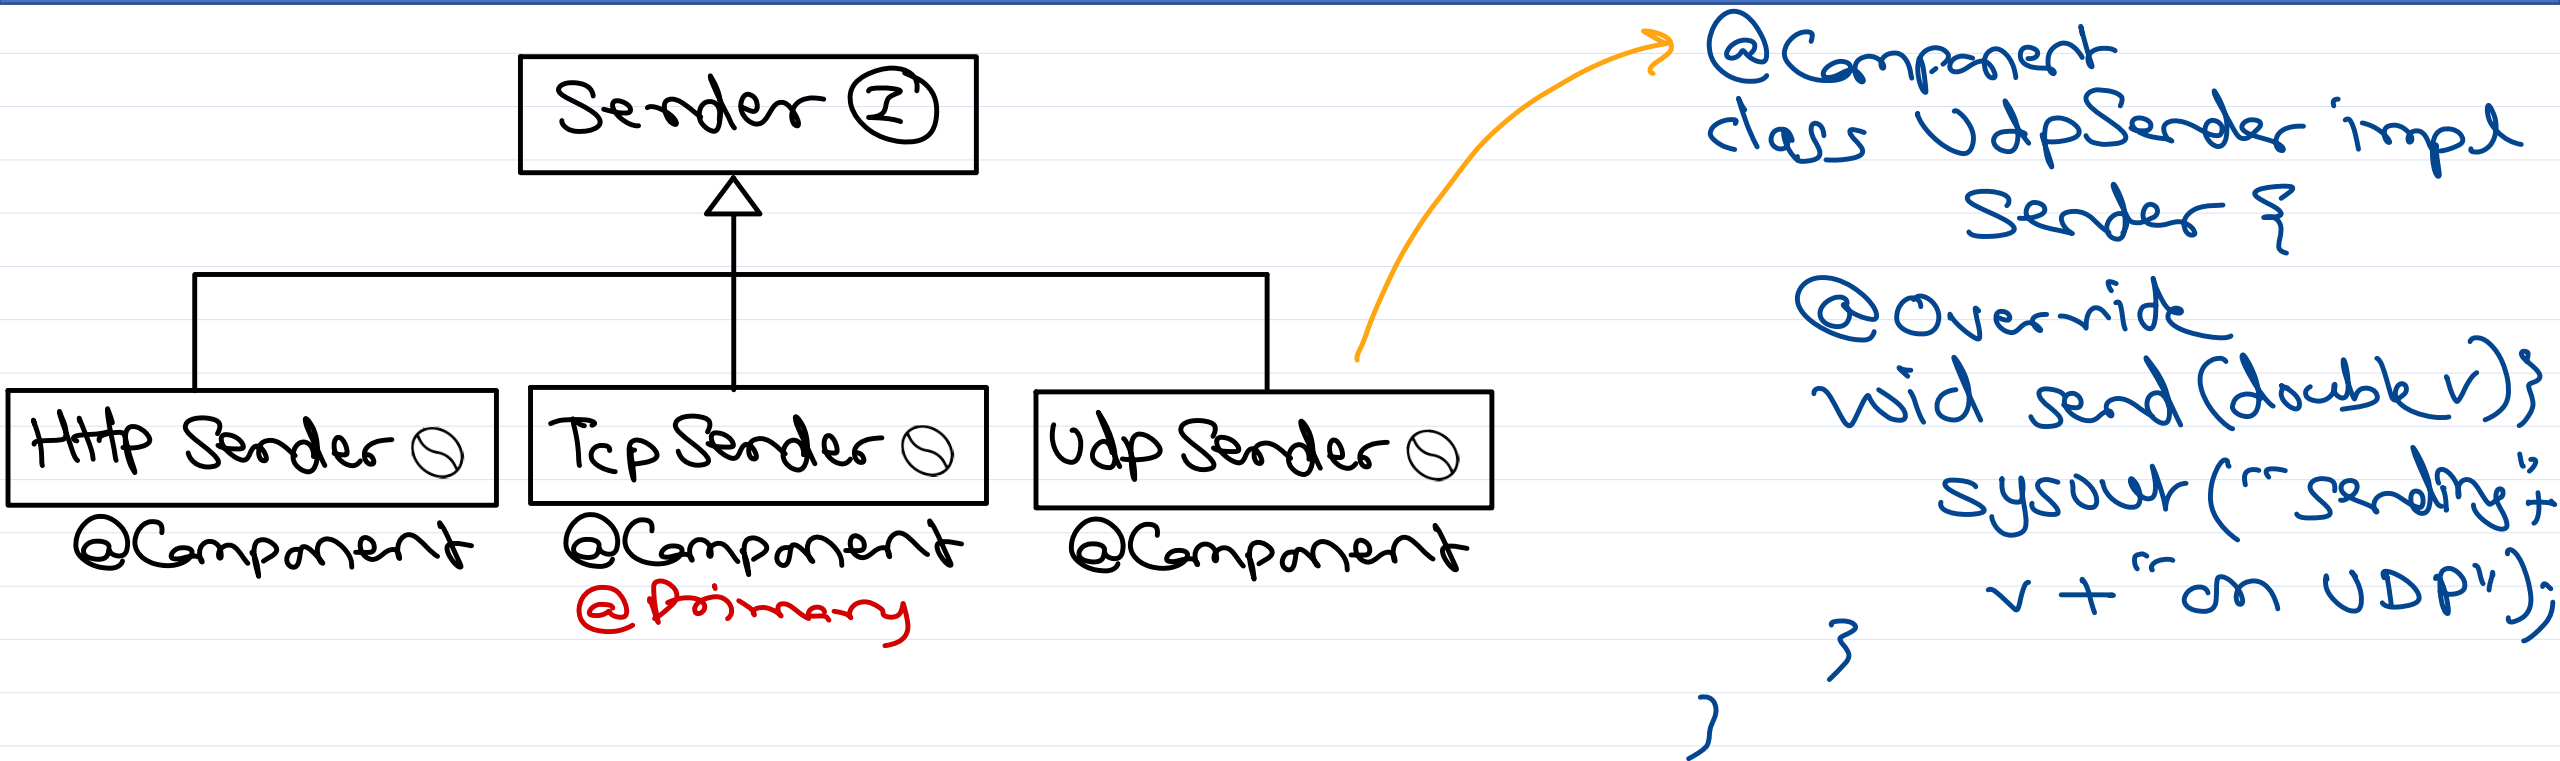 Sender I
Http Sender
Tcp Sender
Udp Sender
@Component
@Component
@Component
@Primary
@Component
class UdpSender impl
Sender {
@Override
void send(double v)}
sysout(“sending”+
v + “on UDP”);
}
}